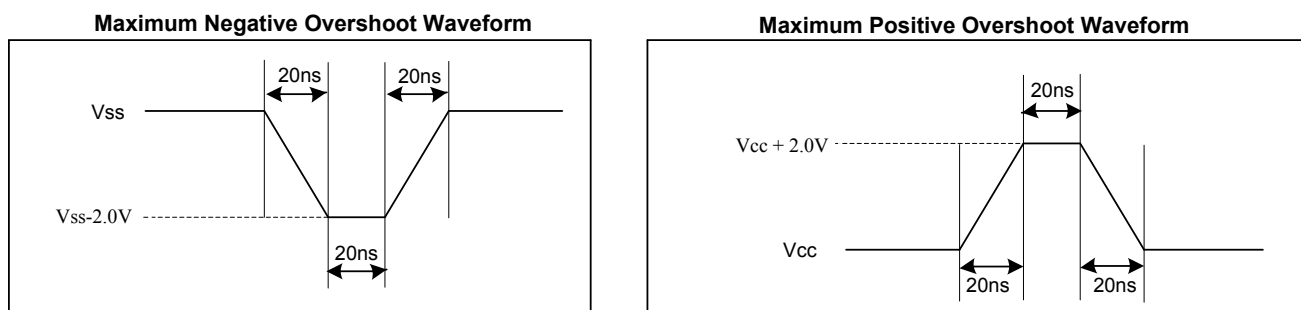 Maximum Negative Overshoot Waveform
20ns
20ns
Vss
Vss-2.0V
20ns
Maximum Positive Overshoot Waveform
20ns
Vcc + 2.0V
Vcc
20ns
20ns